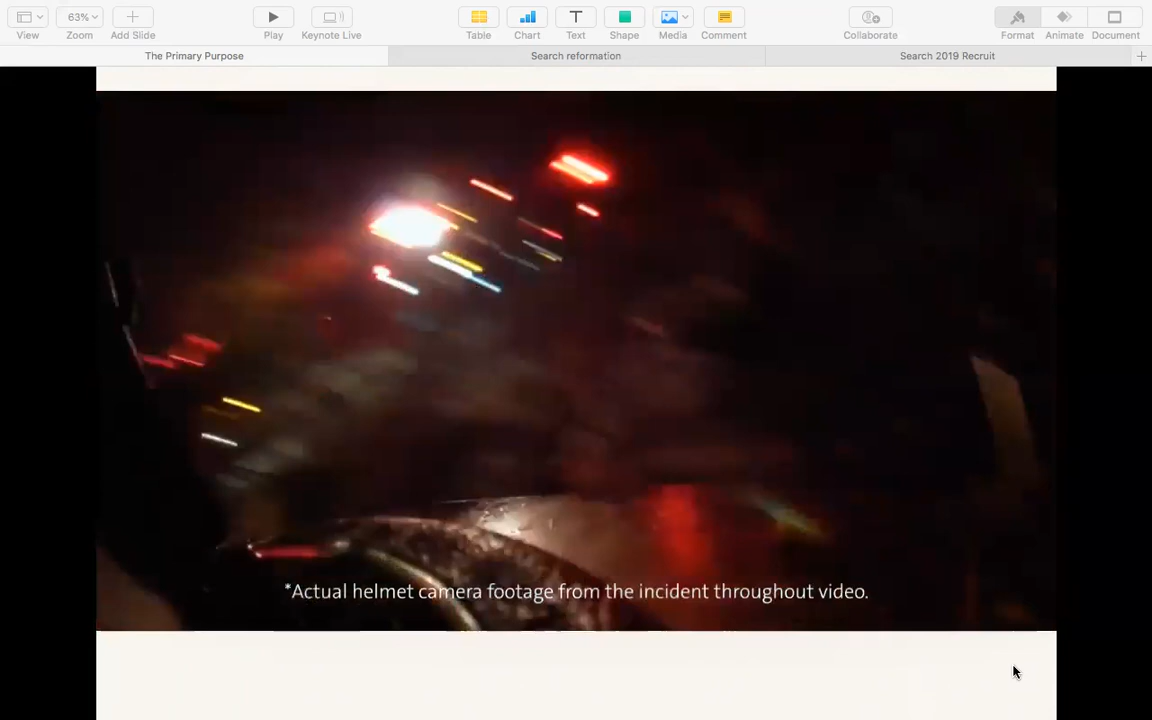 View
63%
Zoom
Add Slide
Play
Keynote Live
Table
Chart
Text
Shape
Media
Comment
Collaborate
Format
Animate
Document
The Primary Purpose
Search reformation
Search 2019 Recruit
*Actual helmet camera footage from the incident throughout video.